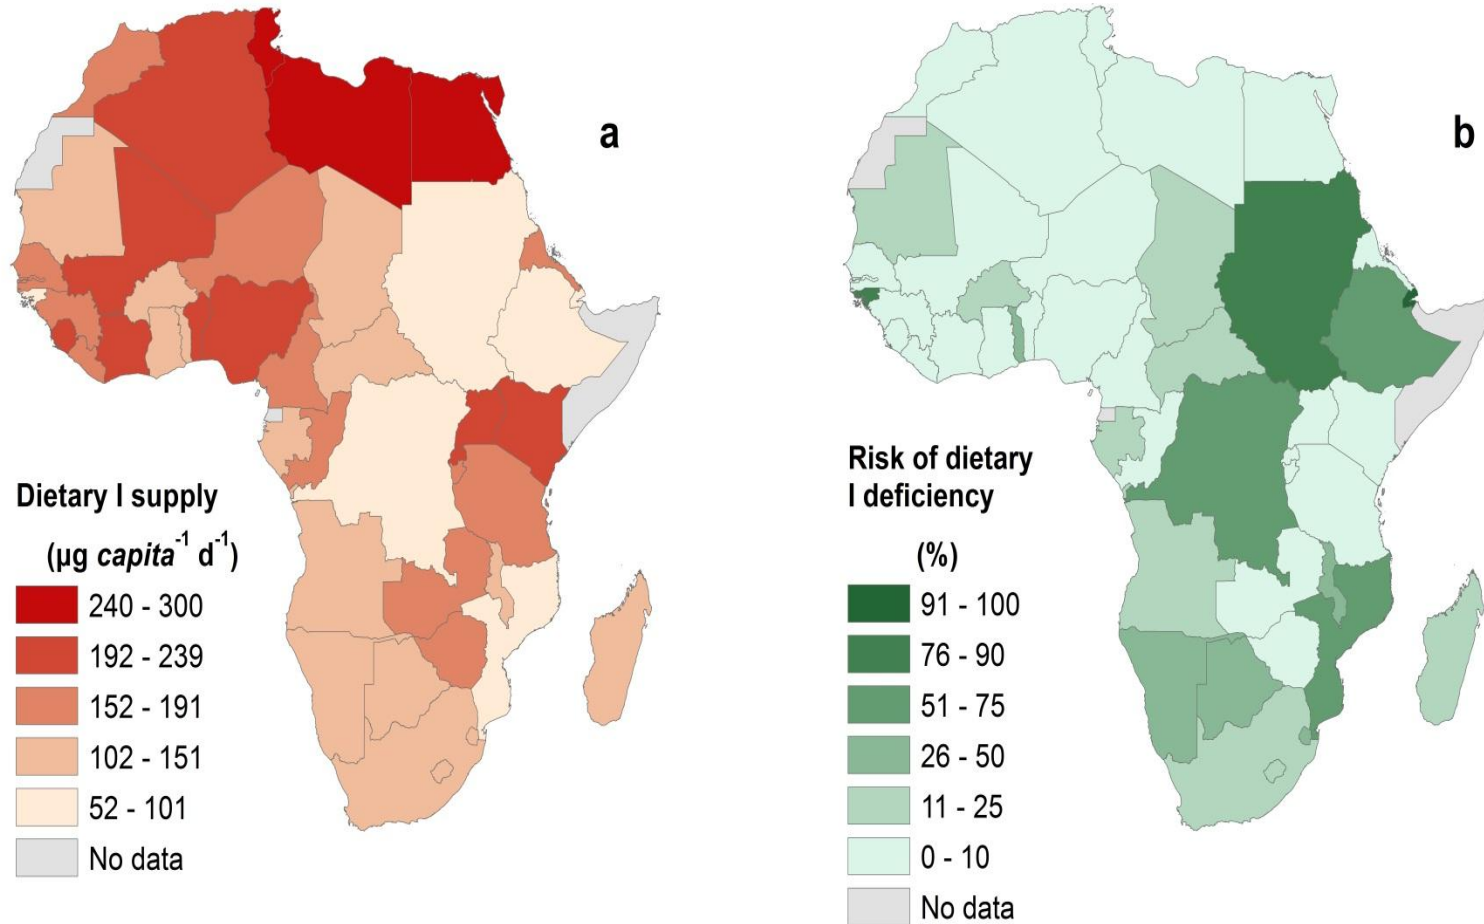 a
Dietary I supply
(µg capita⁻¹ d⁻¹)
240 - 300
192 - 239
152 - 191
102 - 151
52 - 101
No data
b
Risk of dietary
I deficiency
(%)
91 - 100
76 - 90
51 - 75
26 - 50
11 - 25
0 - 10
No data